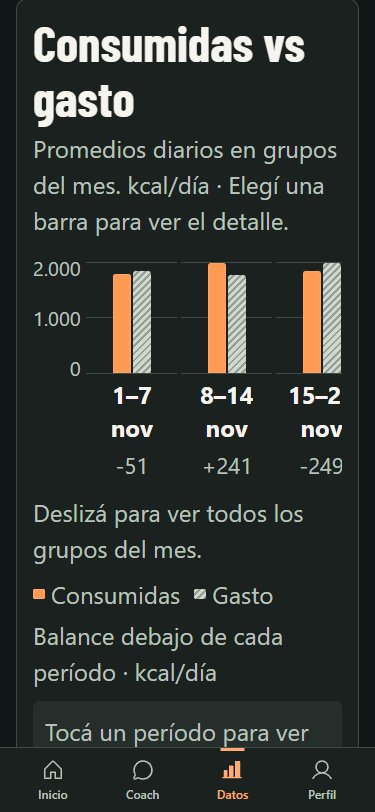 Consumidas vs
gasto
Promedios diarios en grupos
del mes. kcal/día · Elegí una
barra para ver el detalle.
2.000
1.000
0
1–7 8–14 15–2
nov nov nov
-51 +241 -249
Deslizá para ver todos los
grupos del mes.
Consumidas Gasto
Balance debajo de cada
período · kcal/día
Tocá un período para ver
Inicio Coach Datos Perfil